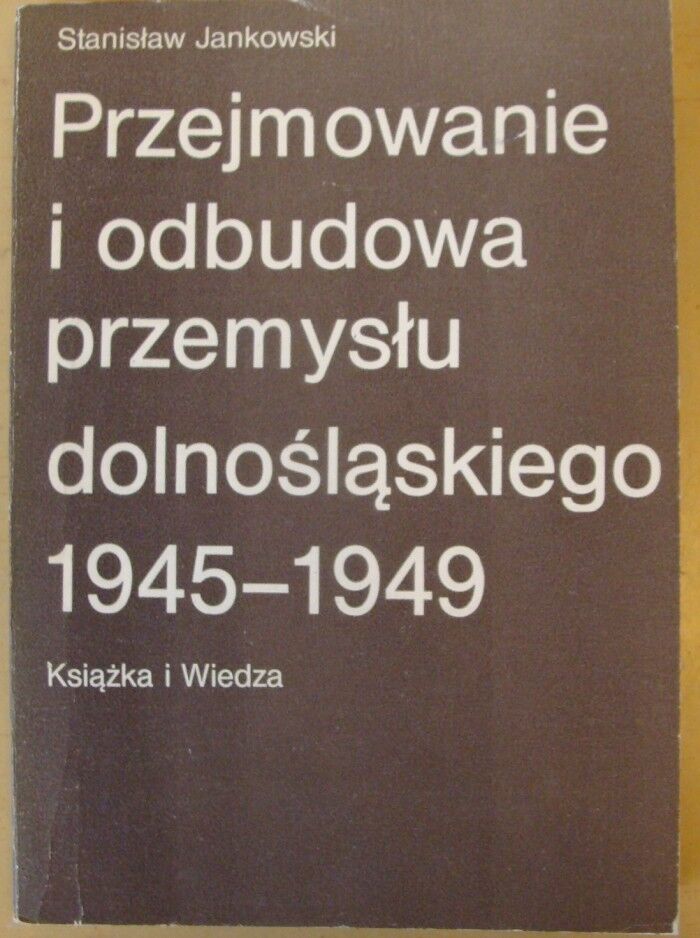 Stanisław Jankowski
Przejmowanie
i odbudowa
przemysłu
dolnośląskiego
1945–1949
Książka i Wiedza